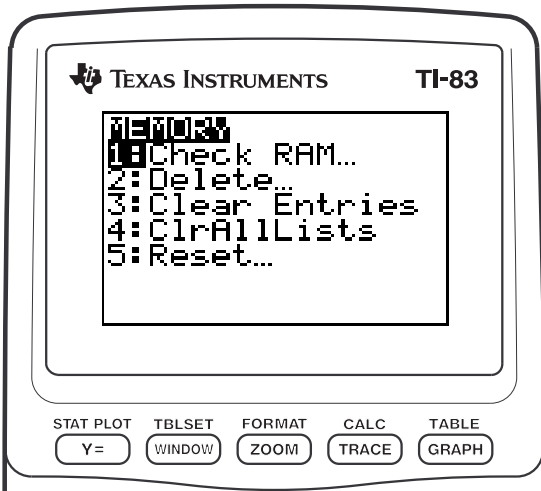 TEXAS INSTRUMENTS TI-83
MEMORY
1:Check RAM…
2:Delete…
3:Clear Entries
4:ClrAllLists
5:Reset…
STAT PLOT TBLSET FORMAT CALC TABLE
Y= WINDOW ZOOM TRACE GRAPH